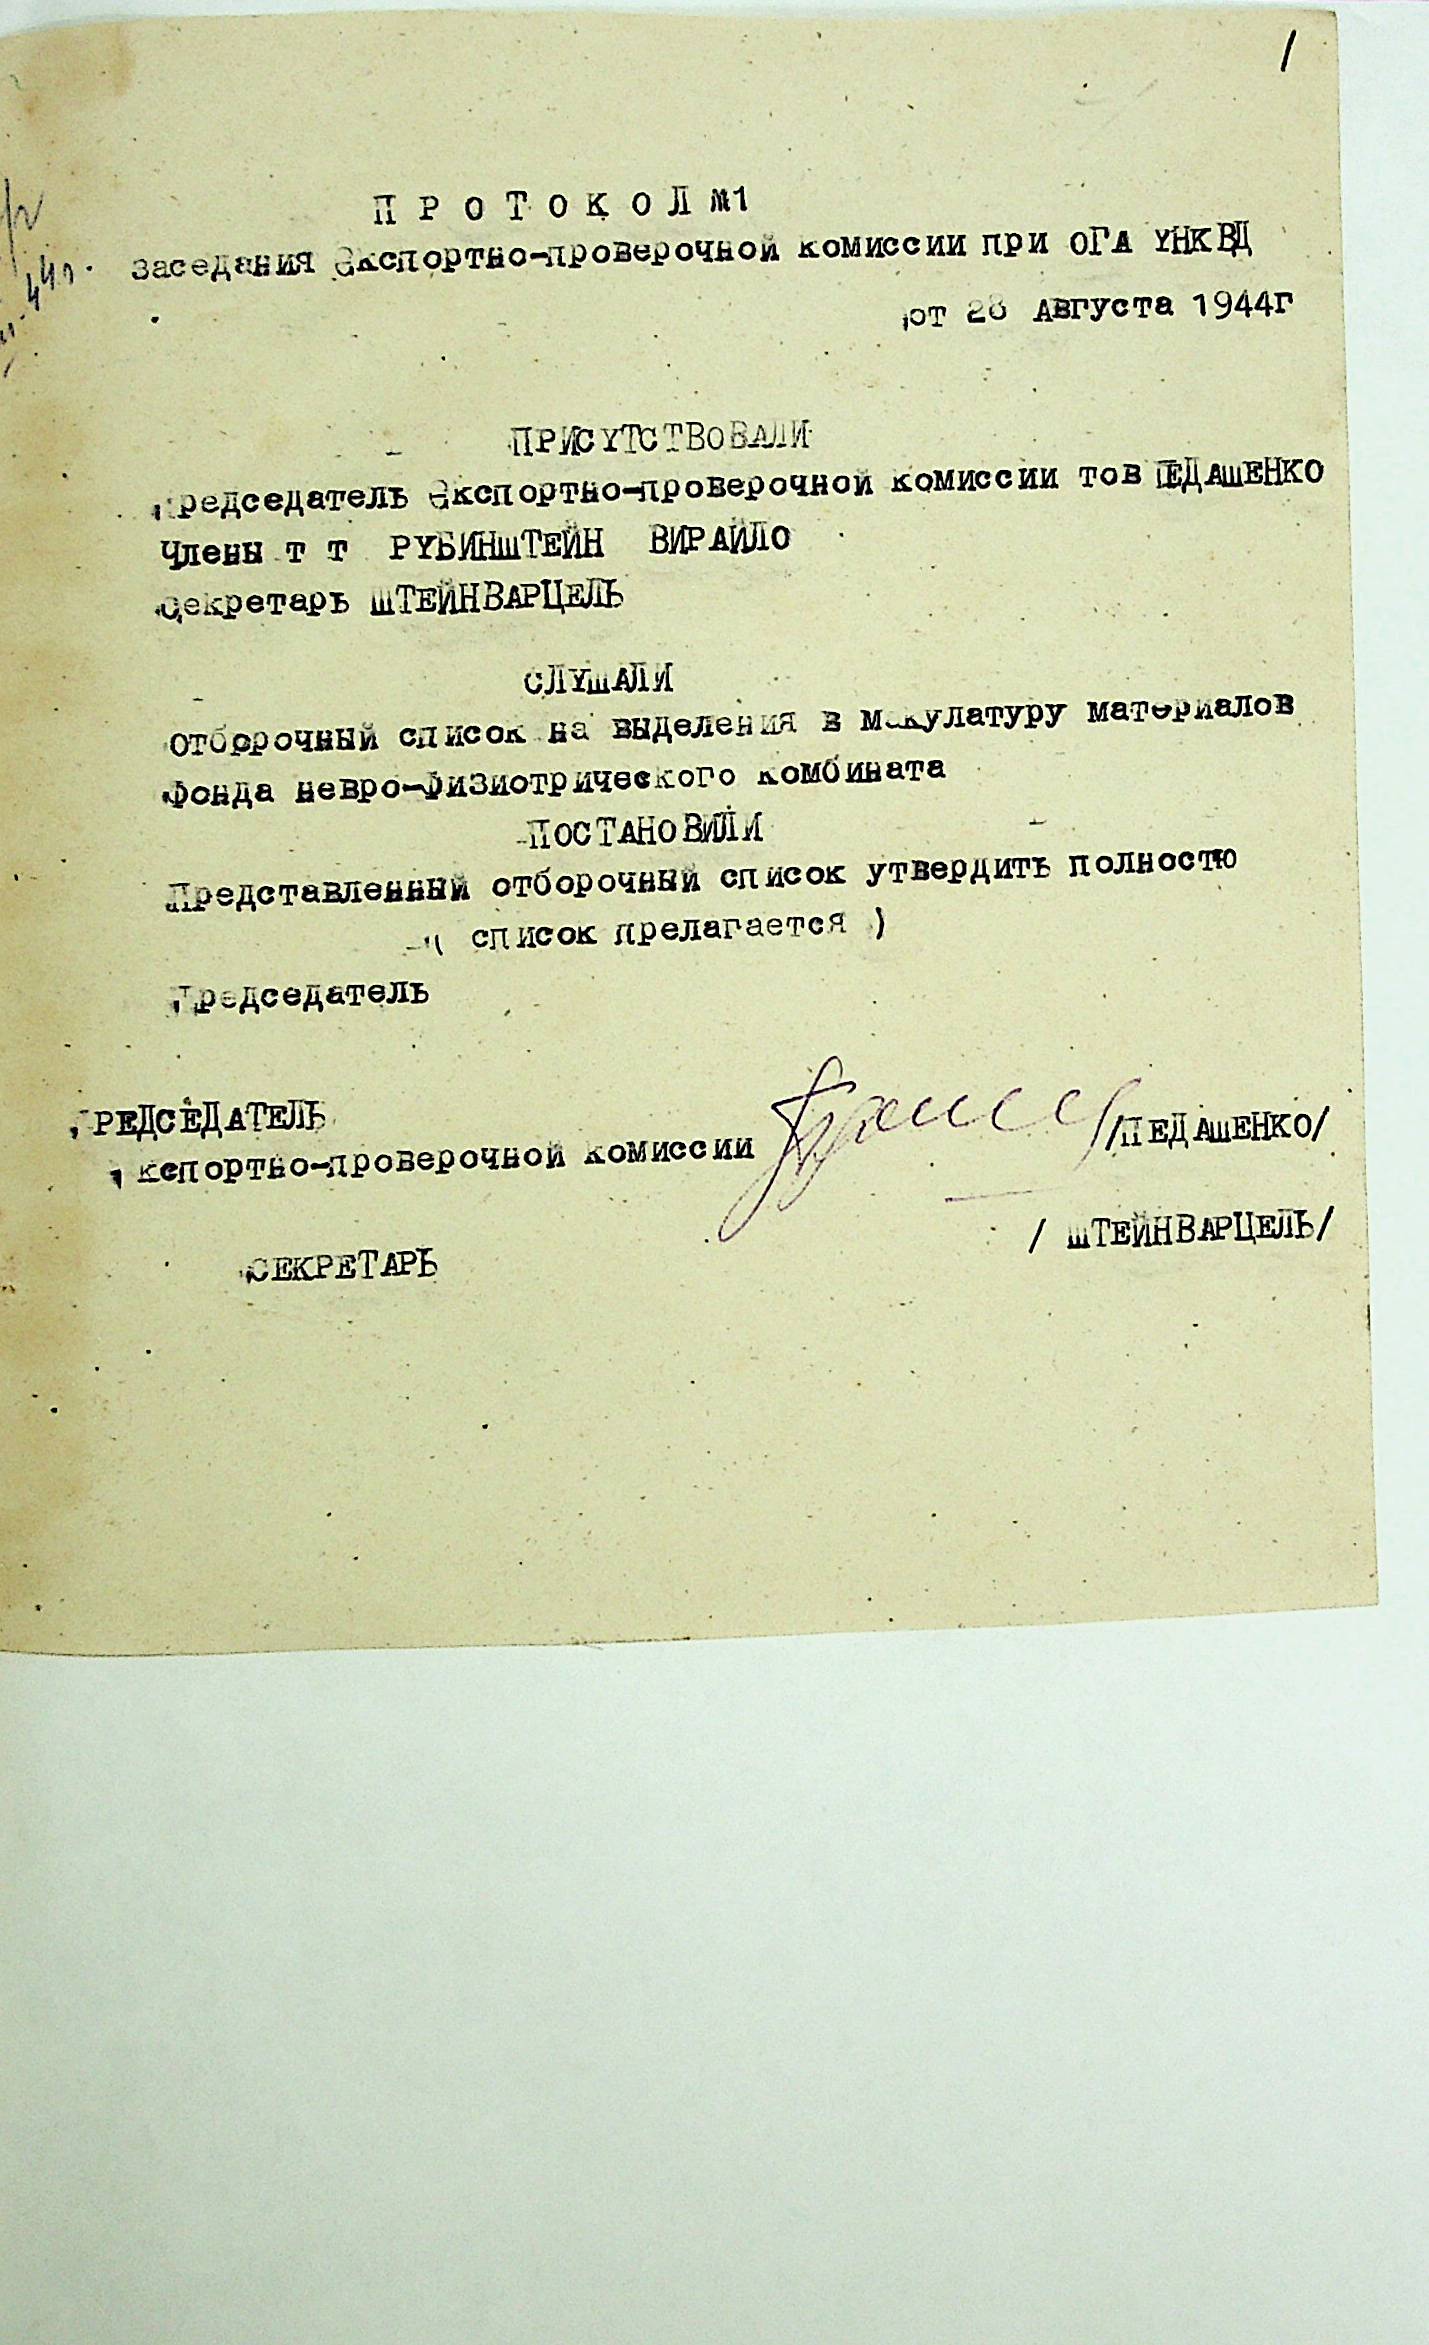 1
П Р О Т О К О Л №1
заседания Экспортно-проверочной комиссии при ОГА УНКВД
от 28 Августа 1944г
ПРИСУТСТВОВАЛИ
Председатель Экспортно-проверочной комиссии тов ПЕДАШЕНКО
Члены т т РУБИНШТЕЙН ВИРАЙЛО
Секретарь ШТЕЙНВАРЦЕЛЬ
СЛУШАЛИ
Отборочный список на выделения в макулатуру материалов
Фонда невро-физиотрического комбината
ПОСТАНОВИЛИ
Представленный отборочный список утвердить полностю
( список прелагается )
Председатель
ПРЕДСЕДАТЕЛЬ
Экспортно-проверочной комиссии /ПЕДАШЕНКО/
/ ШТЕЙНВАРЦЕЛЬ/
СЕКРЕТАРЬ